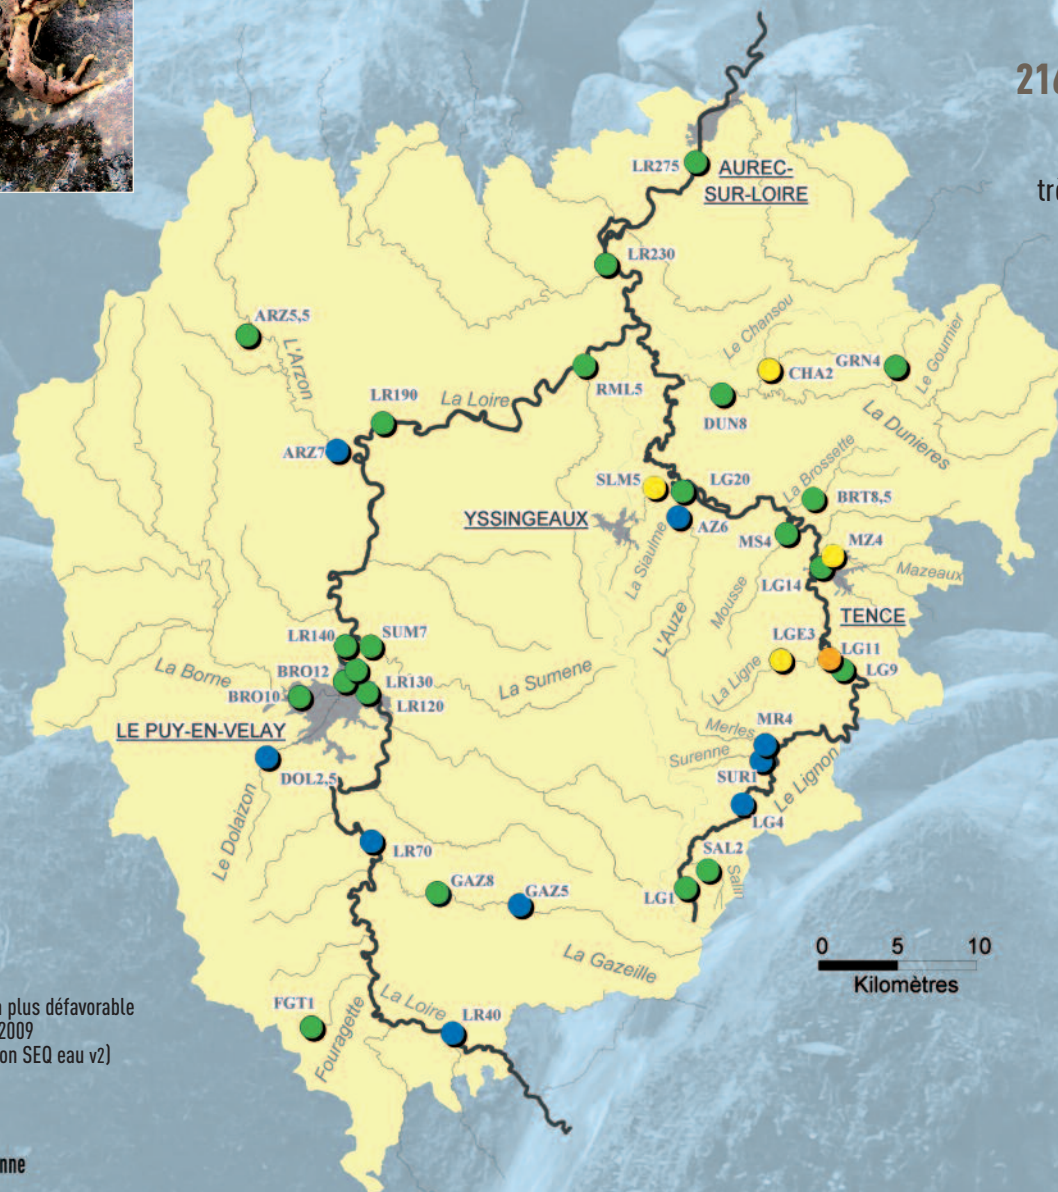 216
LR275
AUREC-
SUR-LOIRE
LR230
ARZ5,5
L'Arzon
Le Chansou
Le Gournier
GRN4
CHA2
LR190
La Loire
RML5
DUN8
La Dunieres
ARZ7
SLM5
LG20
La Brossette
BRT8,5
YSSINGEAUX
AZ6
MS4
MZ4
La Siaulme
Mazeaux
LG14
Mousse
TENCE
L'Auze
LR140
SUM7
LGE3
LG11
La Borne
BRO12
La Sumene
La Ligne
LG9
BRO10
LR130
LR120
LE PUY-EN-VELAY
Merles
MR4
Surenne
DOL2,5
SUR1
Le Lignon
LG4
Le Dolaizon
LR70
SAL2
Salin
GAZ8
GAZ5
LG1
0 5 10
Kilomètres
La Gazeille
plus défavorable
FGT1
La Loire
LR40
2009
Fouragette
on SEQ eau v2)
nne